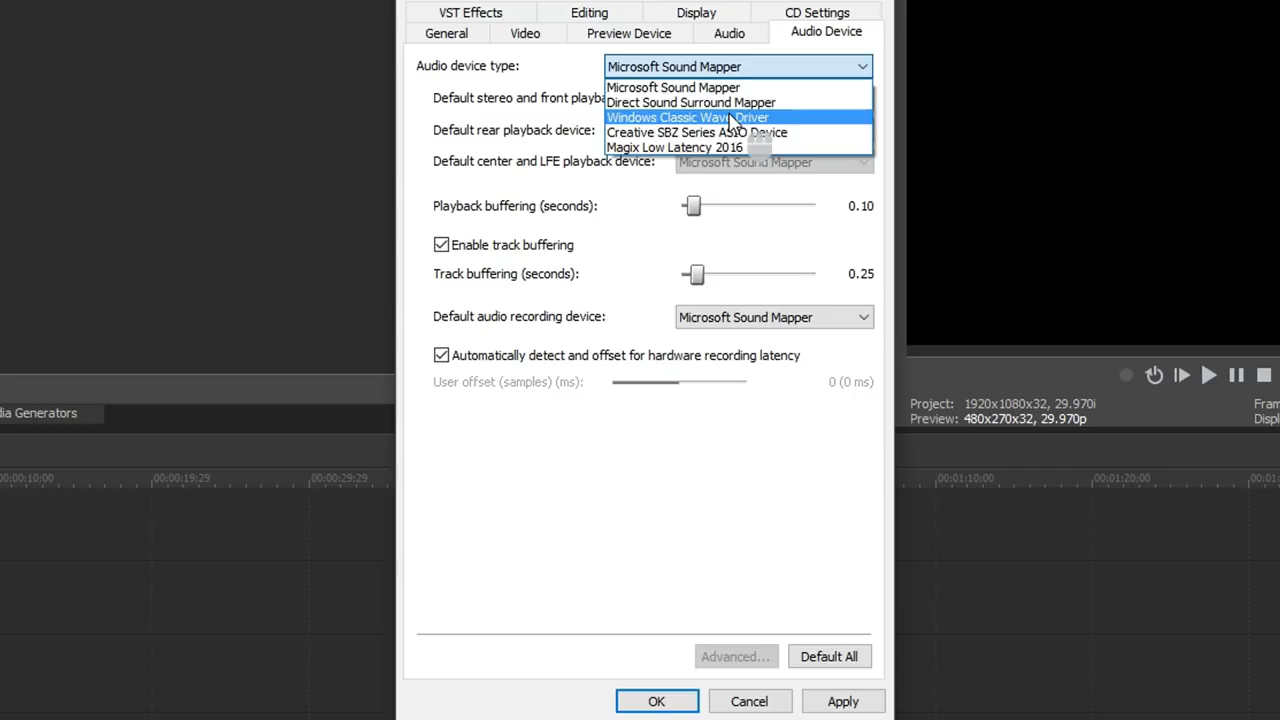 VST Effects Editing Display CD Settings
General Video Preview Device Audio Audio Device
Audio device type: Microsoft Sound Mapper
Microsoft Sound Mapper
Default stereo and front playba
Direct Sound Surround Mapper
Windows Classic Wave Driver
Default rear playback device:
Creative SBZ Series ASIO Device
Magix Low Latency 2016
Default center and LFE playback device: Microsoft Sound Mapper
Playback buffering (seconds): 0.10
Enable track buffering
Track buffering (seconds): 0.25
Default audio recording device: Microsoft Sound Mapper
Automatically detect and offset for hardware recording latency
User offset (samples) (ms): 0 (0 ms)
Project: 1920x1080x32, 29.970i Fram
Preview: 480x270x32, 29.970p Displ
dia Generators
00:00:10;00 00:00:19;29 00:00:29;29 00:01:10;00 00:01:20;00 00:01:
Advanced... Default All
OK Cancel Apply